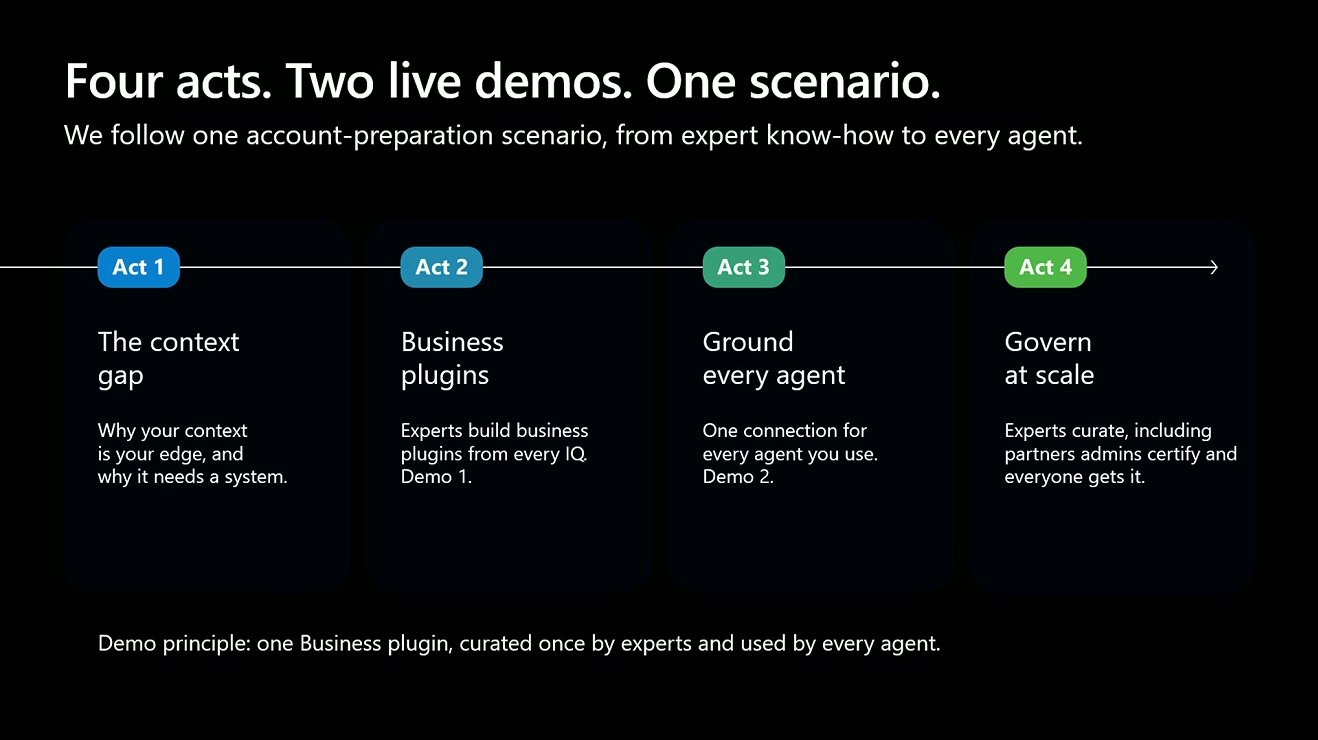 Four acts. Two live demos. One scenario.
We follow one account-preparation scenario, from expert know-how to every agent.
Act 1
The context
gap
Why your context
is your edge, and
why it needs a system.
Act 2
Business
plugins
Experts build business
plugins from every IQ.
Demo 1.
Act 3
Ground
every agent
One connection for
every agent you use.
Demo 2.
Act 4
Govern
at scale
Experts curate, including
partners admins certify and
everyone gets it.
Demo principle: one Business plugin, curated once by experts and used by every agent.